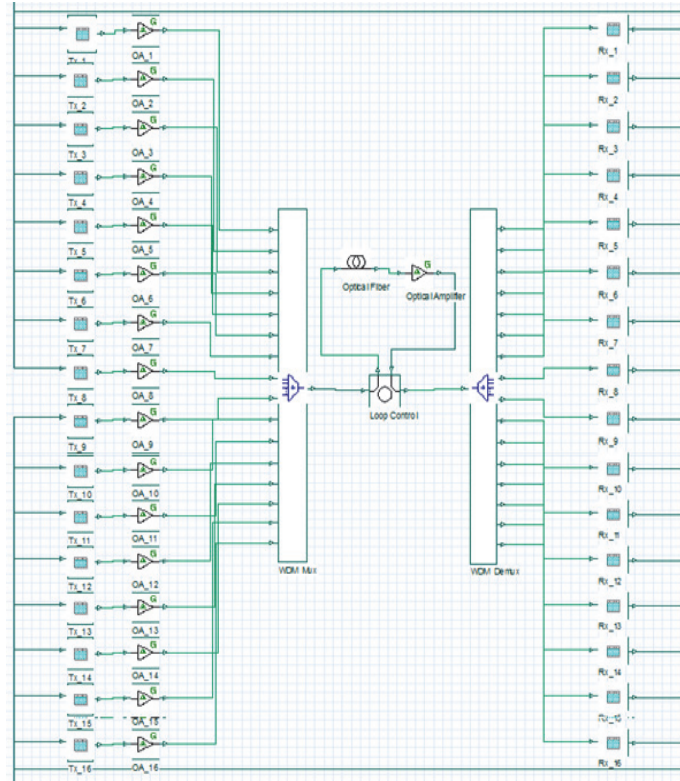 Tx_1 OA_1 Rx_1
Tx_2 OA_2 Rx_2
Tx_3 OA_3 Rx_3
Tx_4 OA_4 Rx_4
Tx_5 OA_5 Rx_5
Tx_6 OA_6 Rx_6
Optical Fiber Optical Amplifier
Tx_7 OA_7 Rx_7
Tx_8 OA_8 Rx_8
Loop Control
Tx_9 OA_9 Rx_9
Tx_10 OA_10 Rx_10
Tx_11 OA_11 Rx_11
WDM Mux WDM Demux
Tx_12 OA_12 Rx_12
Tx_13 OA_13 Rx_13
Tx_14 OA_14 Rx_14
Tx_15 OA_15 Rx_15
Tx_16 OA_16 Rx_16